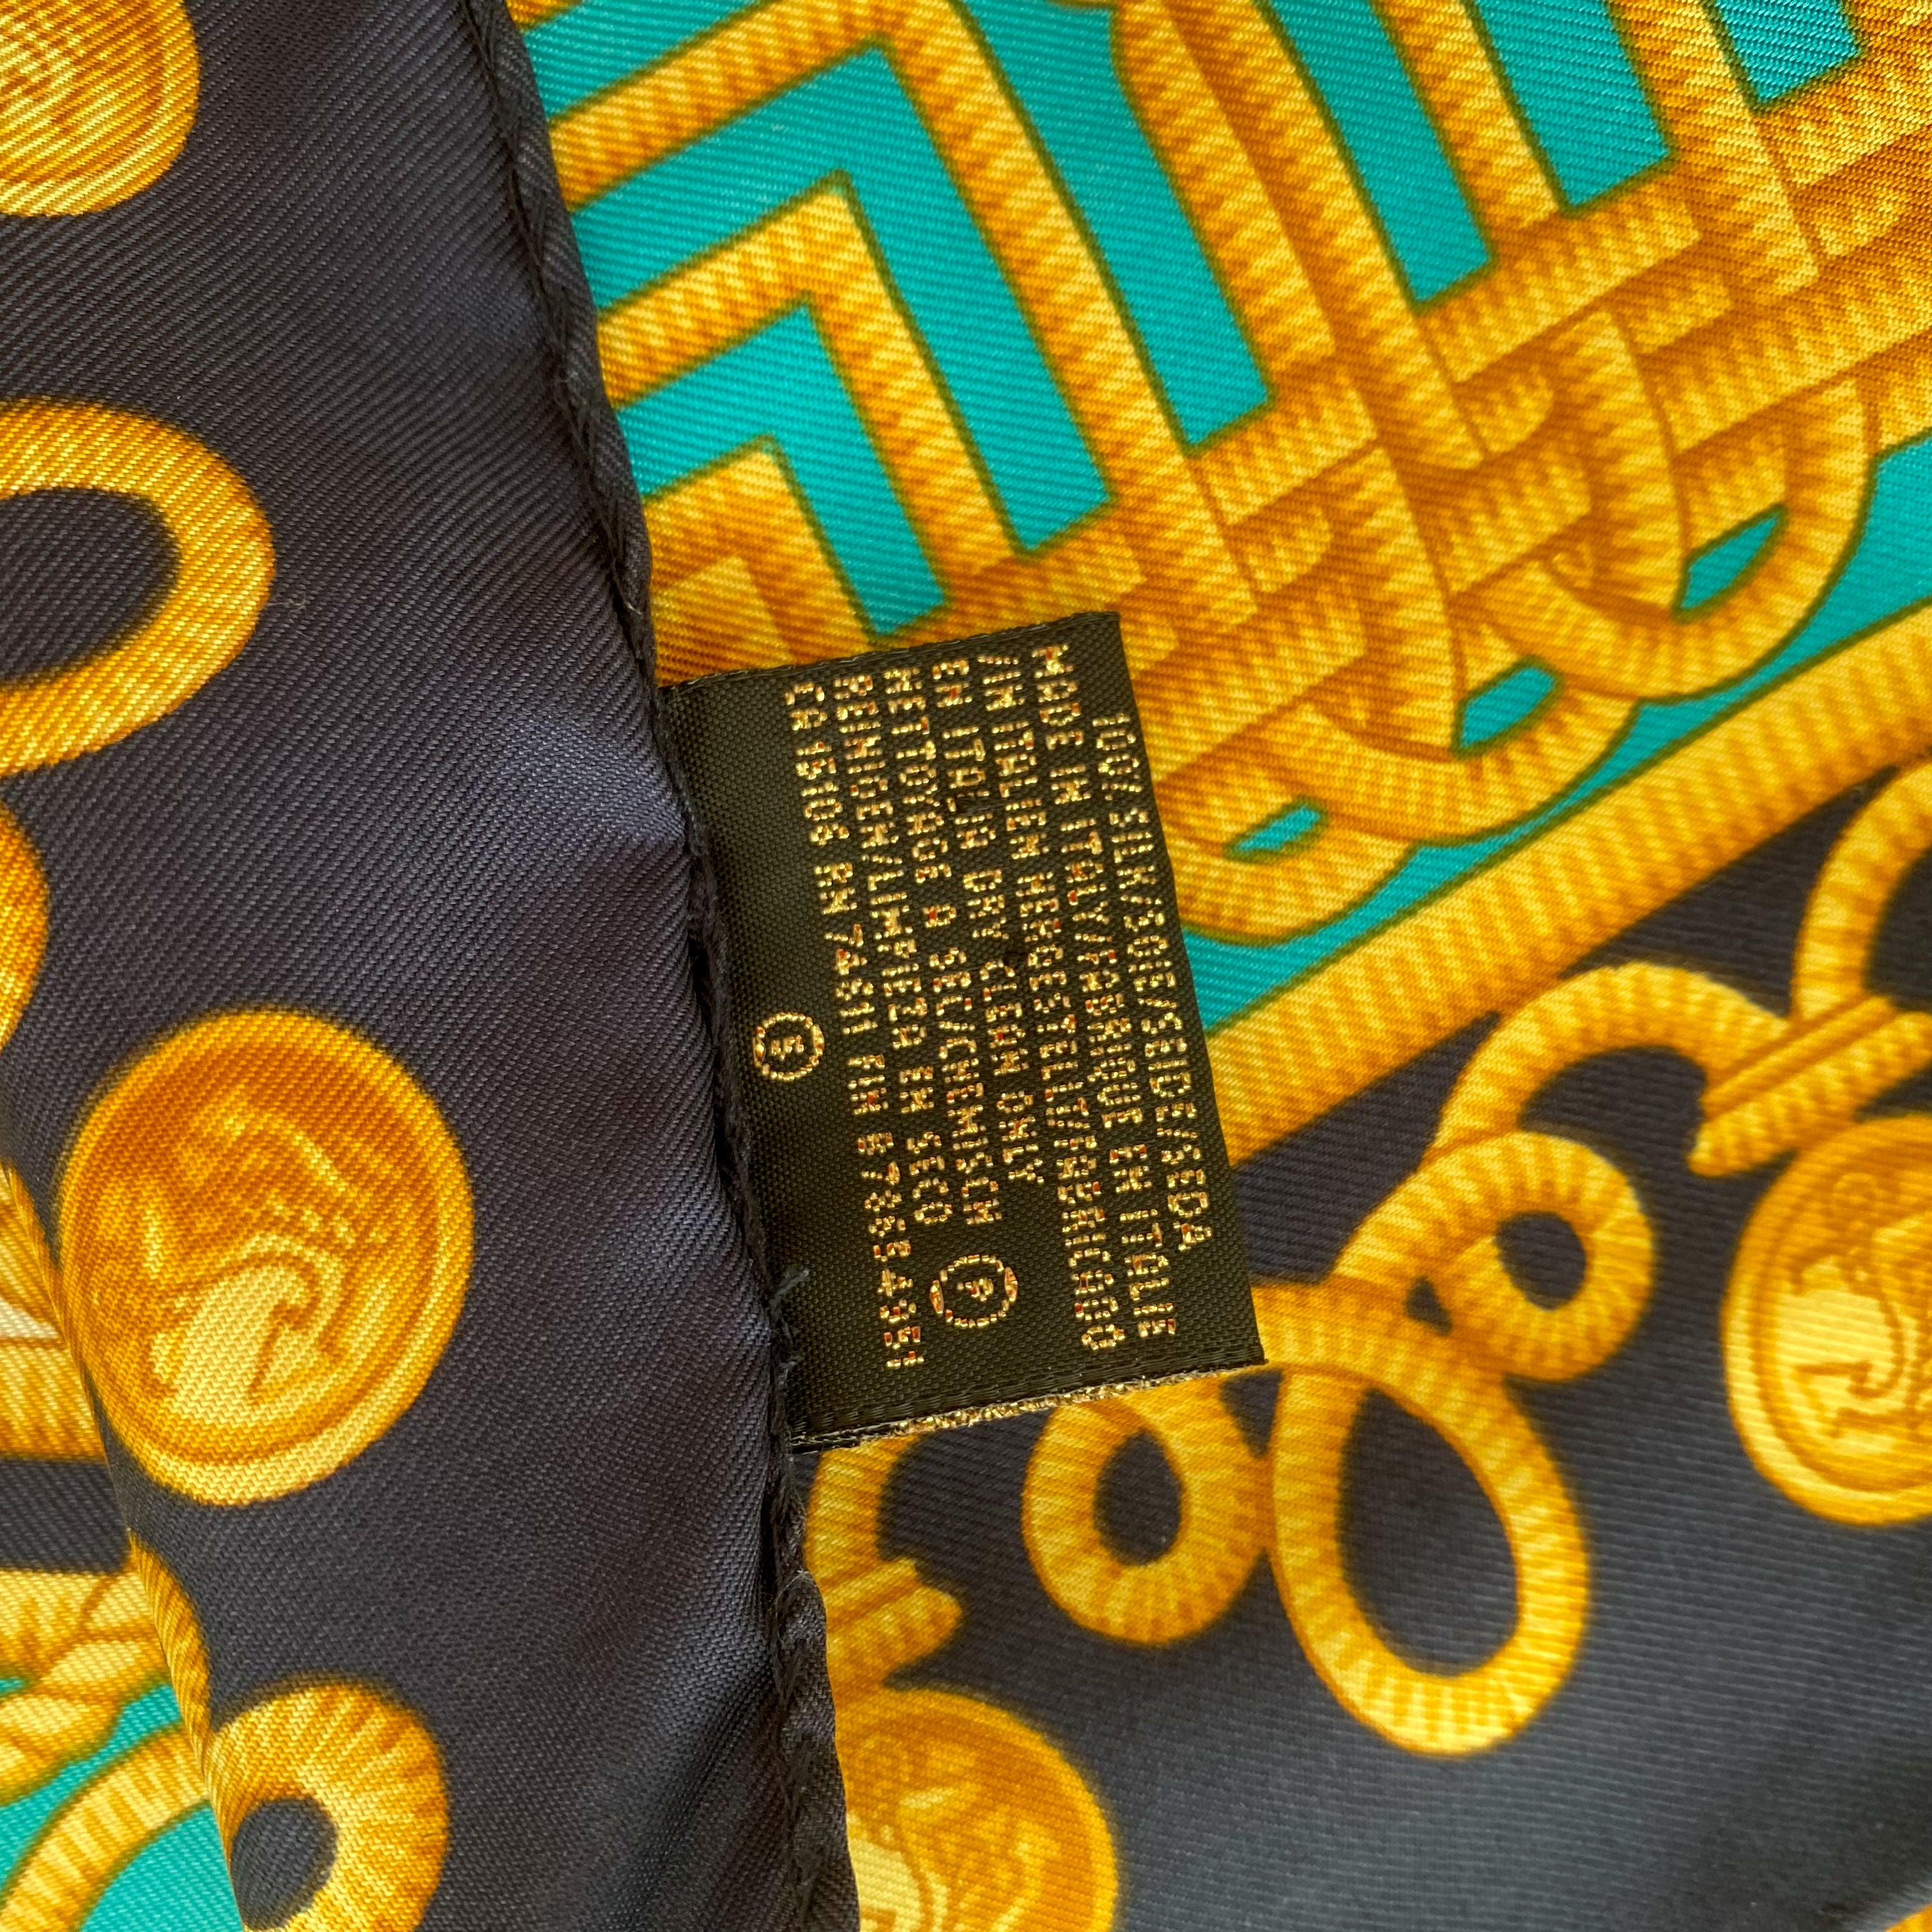 100% SILK/SOIE/SEIDE/SEDA
MADE IN ITALY/FABRIQUE EN ITALIE
/IN ITALIEN HERGESTELLT/FABRICADO
EN ITALIA DRY CLEAN ONLY
NETTOYAGE A SEC/CHEMISCH
REINIGEN/LIMPIEZA EN SECO P
CA 15106 RN 74511